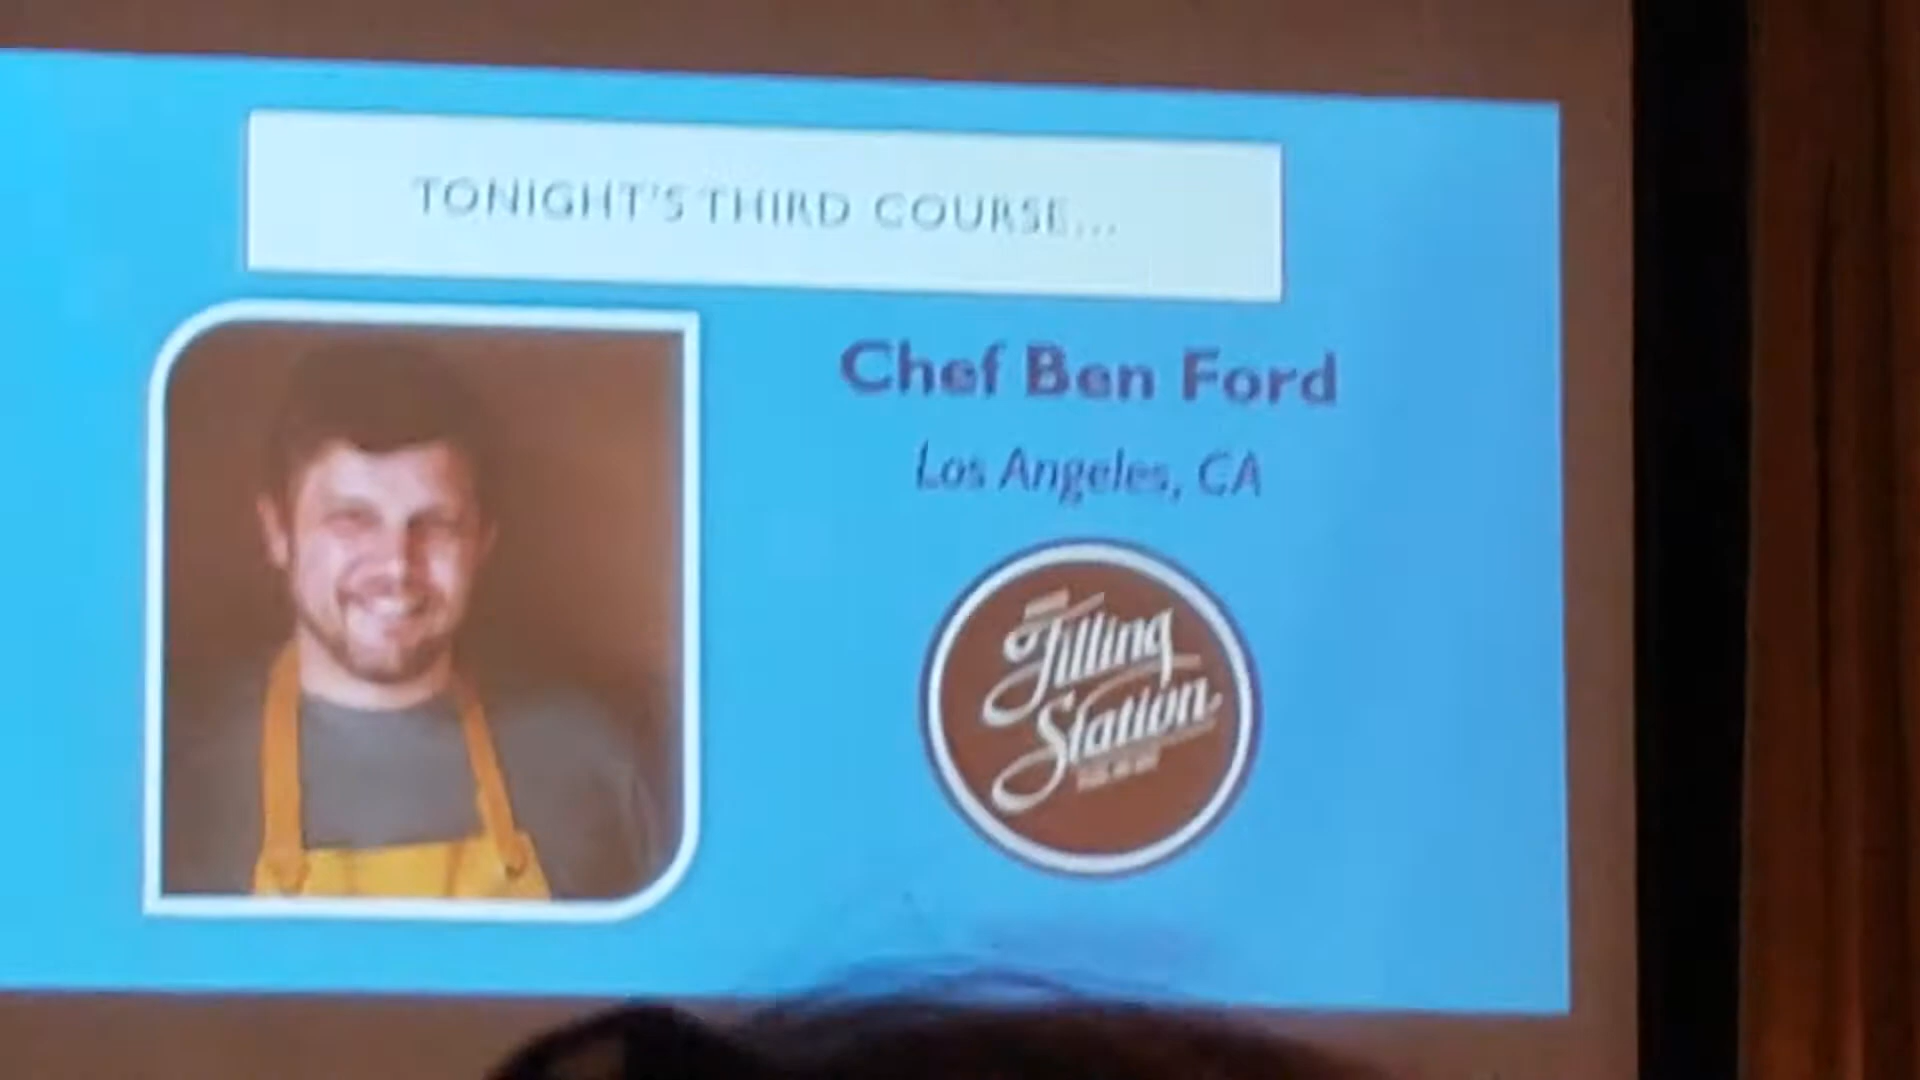 TONIGHT'S THIRD COURSE...
Chef Ben Ford
Los Angeles, CA
Filling
Station